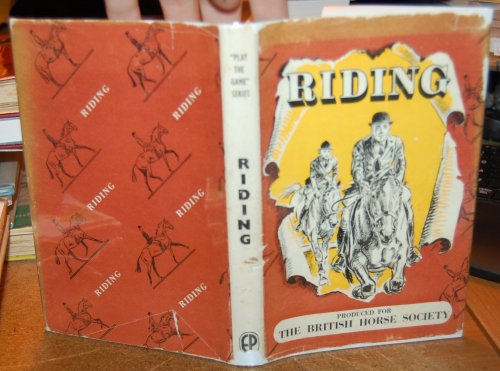 RIDING
PRODUCED FOR
THE BRITISH HORSE SOCIETY
"PLAY
THE
GAME"
SERIES
RIDING
EP
RIDING
RIDING
RIDING
RIDING
RIDING
RIDING
RIDING